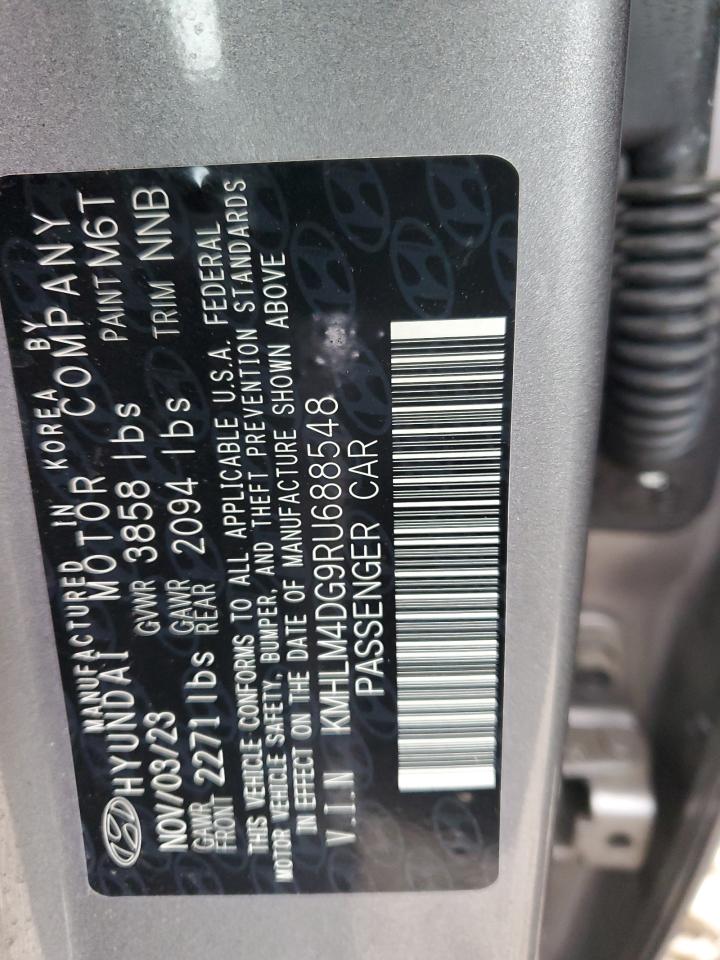 MANUFACTURED IN KOREA BY
HYUNDAI MOTOR COMPANY
NOV/03/23 GVWR 3858 lbs PAINT M6T
GAWR FRONT 2271 lbs GAWR REAR 2094 lbs TRIM NNB
THIS VEHICLE CONFORMS TO ALL APPLICABLE U.S.A. FEDERAL
MOTOR VEHICLE SAFETY, BUMPER, AND THEFT PREVENTION STANDARDS
IN EFFECT ON THE DATE OF MANUFACTURE SHOWN ABOVE
V.I.N KMHLM4DG9RU688548
PASSENGER CAR